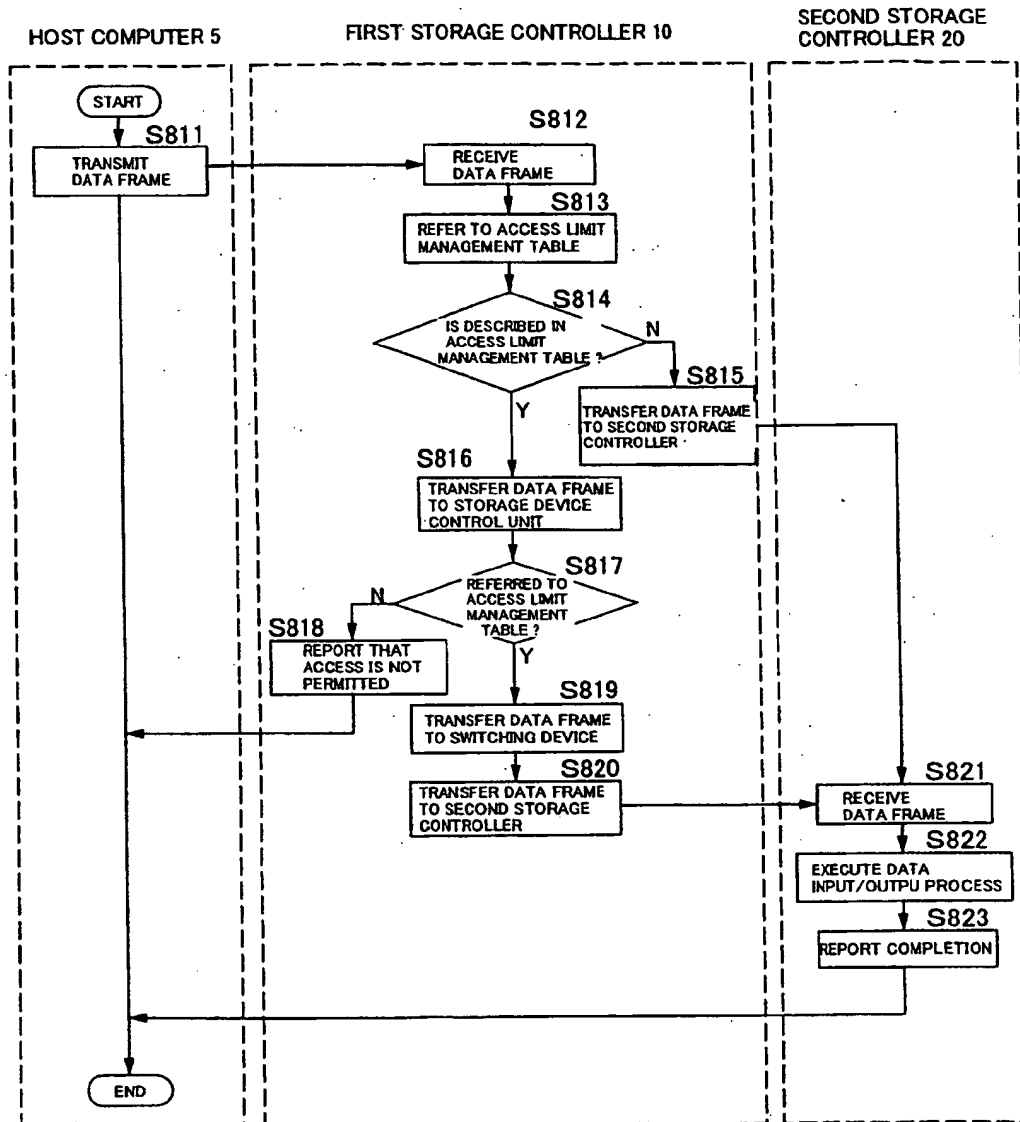 HOST COMPUTER 5
FIRST STORAGE CONTROLLER 10
SECOND STORAGE
CONTROLLER 20
START
S811
TRANSMIT
DATA FRAME
S812
RECEIVE
DATA FRAME
S813
REFER TO ACCESS LIMIT
MANAGEMENT TABLE
S814
IS DESCRIBED IN
ACCESS LIMIT
MANAGEMENT TABLE ?
N
Y
S815
TRANSFER DATA FRAME
TO SECOND STORAGE
CONTROLLER
S816
TRANSFER DATA FRAME
TO STORAGE DEVICE
CONTROL UNIT
S817
REFERRED TO
ACCESS LIMIT
MANAGEMENT
TABLE ?
N
Y
S818
REPORT THAT
ACCESS IS NOT
PERMITTED
S819
TRANSFER DATA FRAME
TO SWITCHING DEVICE
S820
TRANSFER DATA FRAME
TO SECOND STORAGE
CONTROLLER
S821
RECEIVE
DATA FRAME
S822
EXECUTE DATA
INPUT/OUTPU PROCESS
S823
REPORT COMPLETION
END